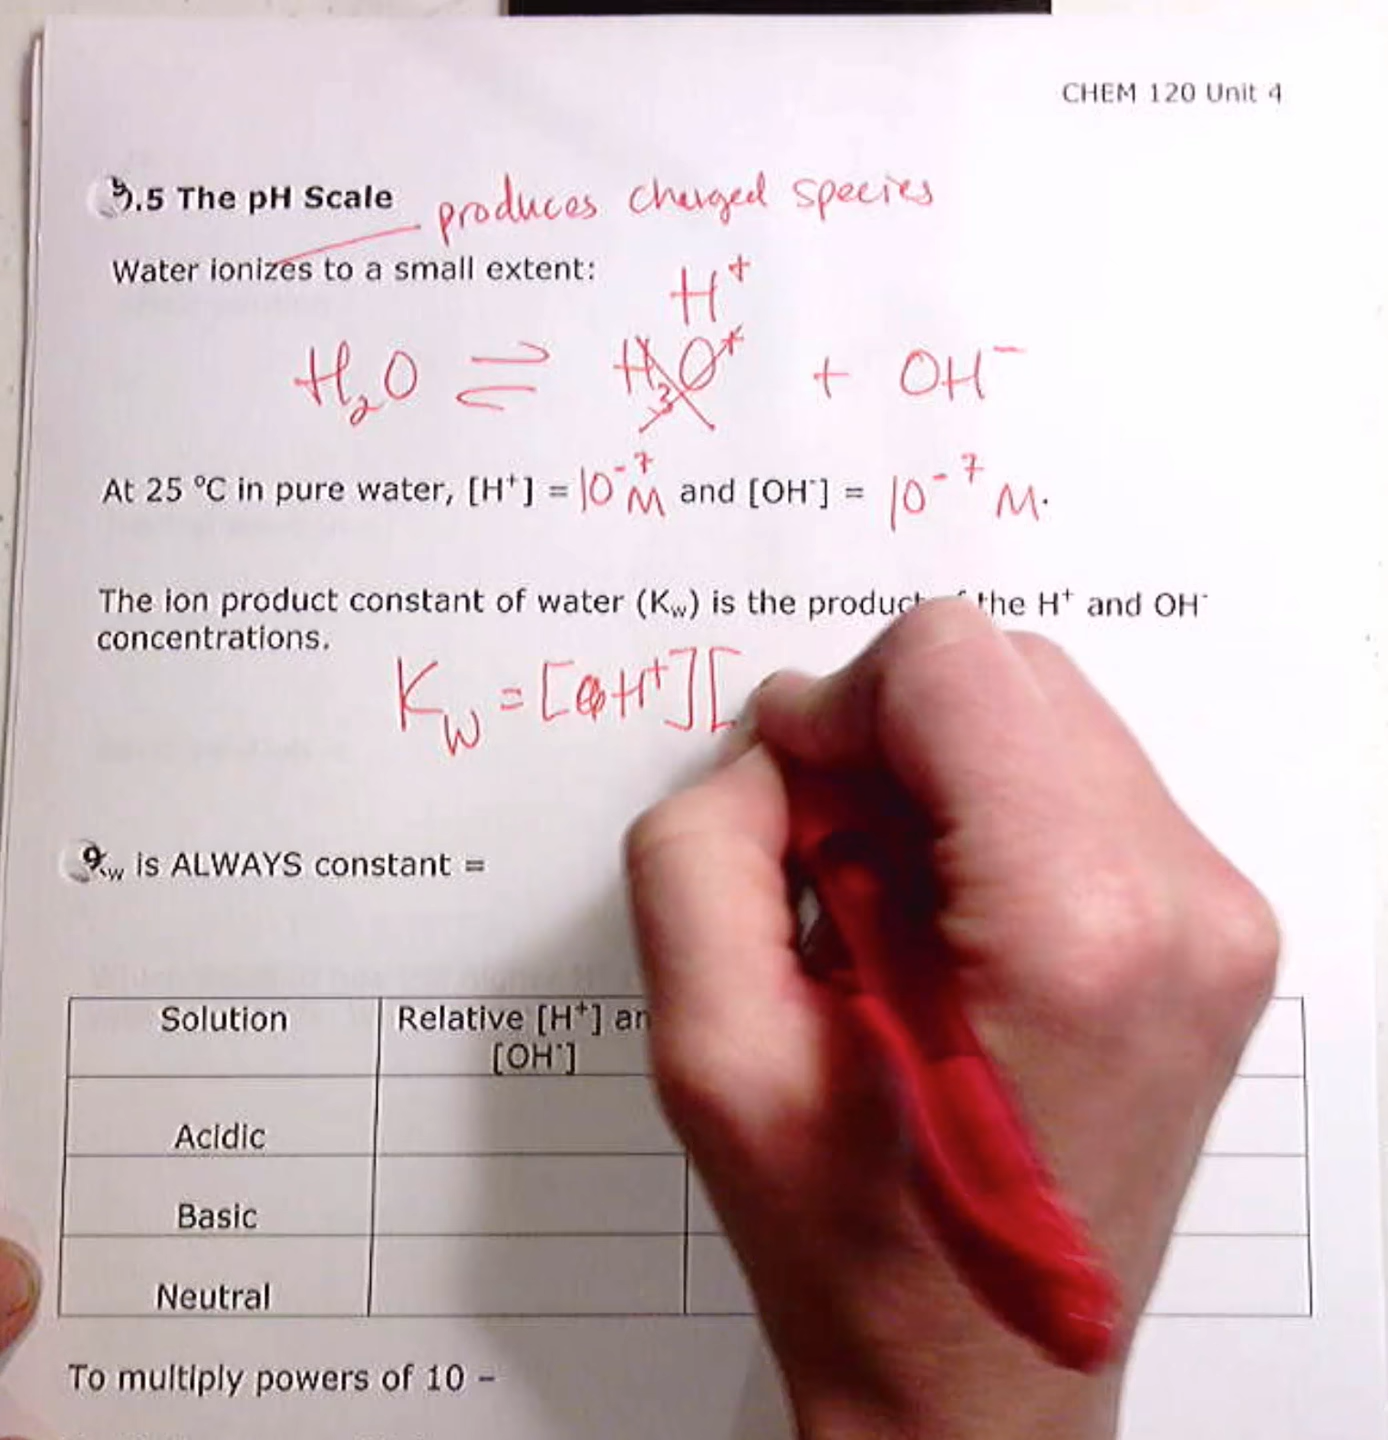 CHEM 120 Unit 4
9.5 The pH Scale produces charged species
Water ionizes to a small extent:
H⁺
H₂O ⇌ H₃O⁺ + OH⁻
At 25 ºC in pure water, [H⁺] = 10⁻⁷ M and [OH⁻] = 10⁻⁷ M.
The ion product constant of water (Kw) is the product the H⁺ and OH⁻
concentrations.
Kw = [H⁺][
Kw is ALWAYS constant =
Solution Relative [H⁺]
[OH⁻]
Acidic
Basic
Neutral
To multiply powers of 10 –